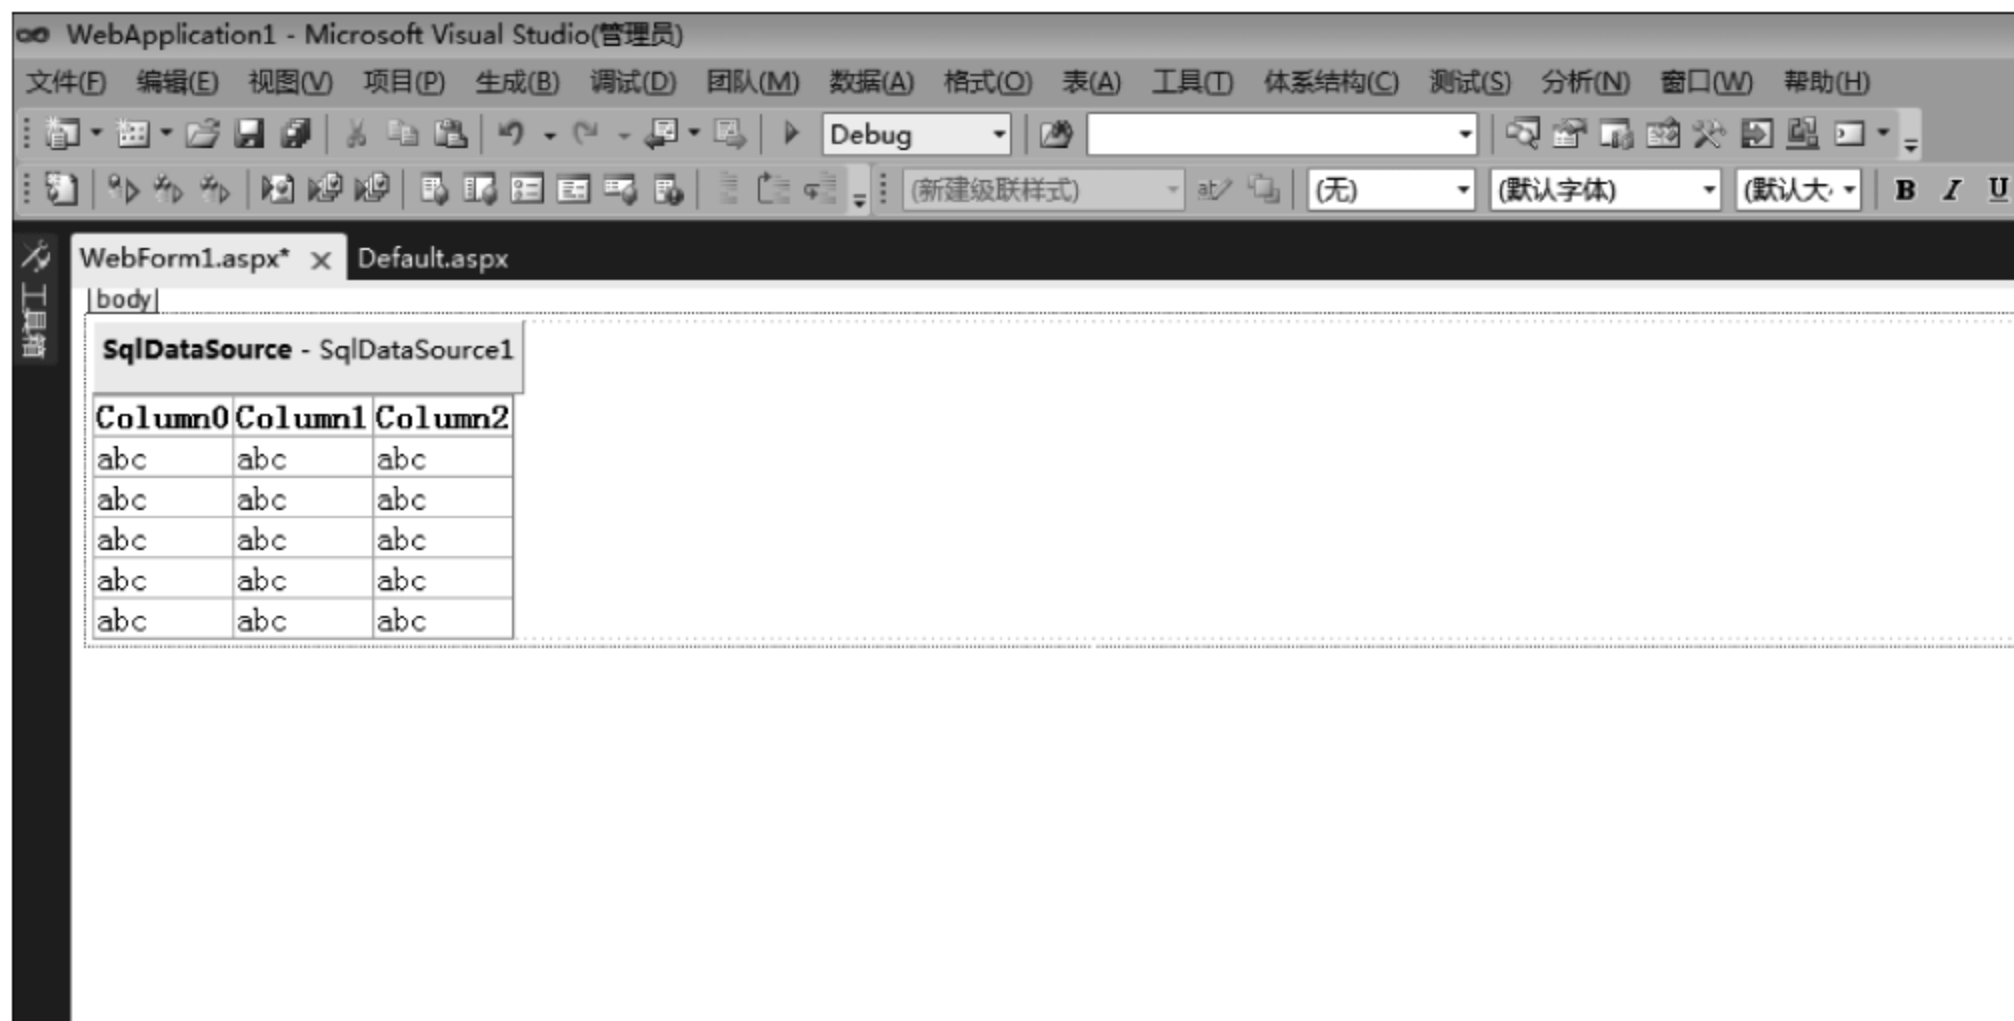 WebApplication1 - Microsoft Visual Studio(管理员)
文件(F) 编辑(E) 视图(V) 项目(P) 生成(B) 调试(D) 团队(M) 数据(A) 格式(O) 表(A) 工具(T) 体系结构(C) 测试(S) 分析(N) 窗口(W) 帮助(H)
Debug
(新建级联样式) (无) (默认字体) (默认大 B I U
WebForm1.aspx* Default.aspx
工具箱
body
SqlDataSource - SqlDataSource1
Column0 Column1 Column2
abc abc abc
abc abc abc
abc abc abc
abc abc abc
abc abc abc